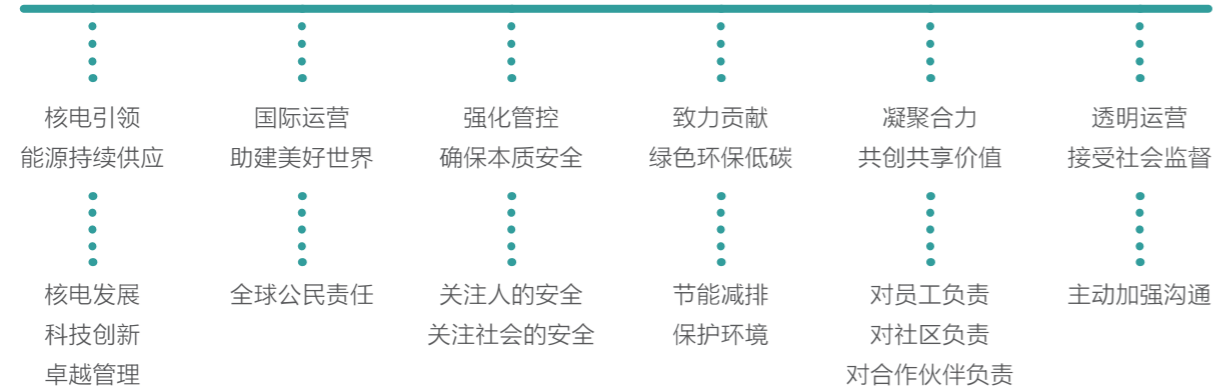 核电引领
能源持续供应
国际运营
助建美好世界
强化管控
确保本质安全
致力贡献
绿色环保低碳
凝聚合力
共创共享价值
透明运营
接受社会监督
核电发展
科技创新
卓越管理
全球公民责任
关注人的安全
关注社会的安全
节能减排
保护环境
对员工负责
对社区负责
对合作伙伴负责
主动加强沟通